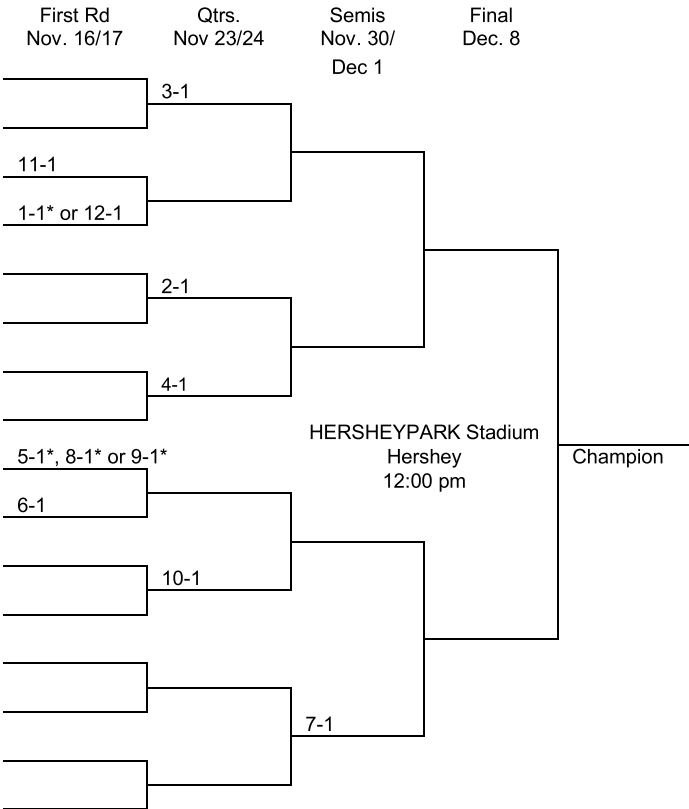 First Rd
Nov. 16/17
Qtrs.
Nov 23/24
Semis
Nov. 30/
Dec 1
Final
Dec. 8
3-1
11-1
1-1* or 12-1
2-1
4-1
HERSHEYPARK Stadium
Hershey
12:00 pm
Champion
5-1*, 8-1* or 9-1*
6-1
10-1
7-1